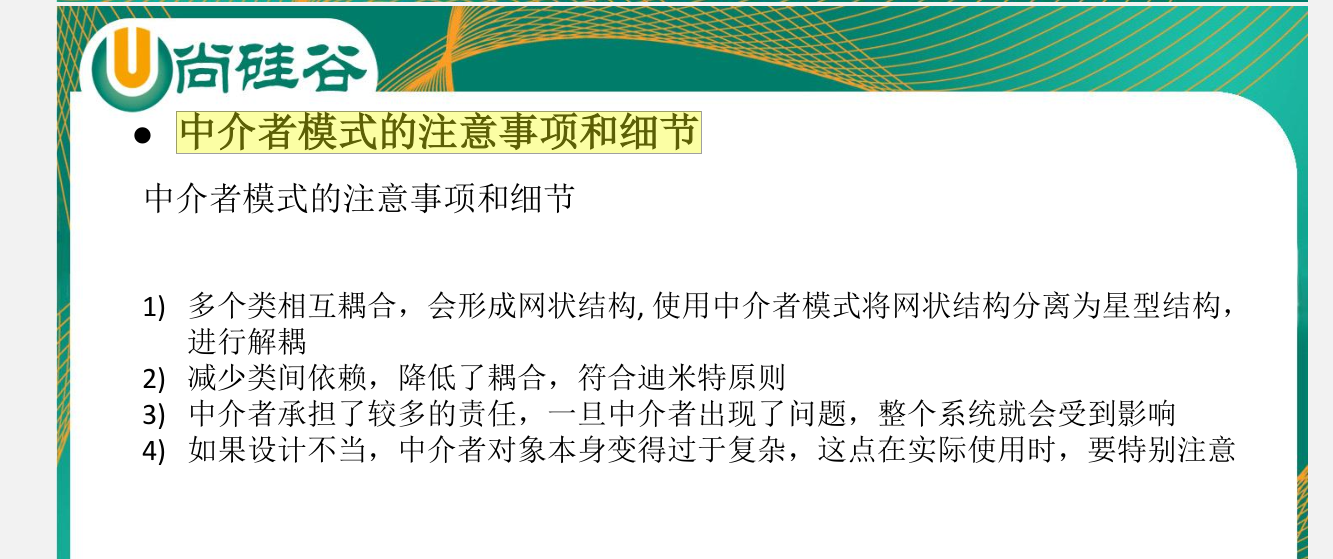 尚硅谷
● 中介者模式的注意事项和细节
中介者模式的注意事项和细节
1) 多个类相互耦合，会形成网状结构, 使用中介者模式将网状结构分离为星型结构，
进行解耦
2) 减少类间依赖，降低了耦合，符合迪米特原则
3) 中介者承担了较多的责任，一旦中介者出现了问题，整个系统就会受到影响
4) 如果设计不当，中介者对象本身变得过于复杂，这点在实际使用时，要特别注意